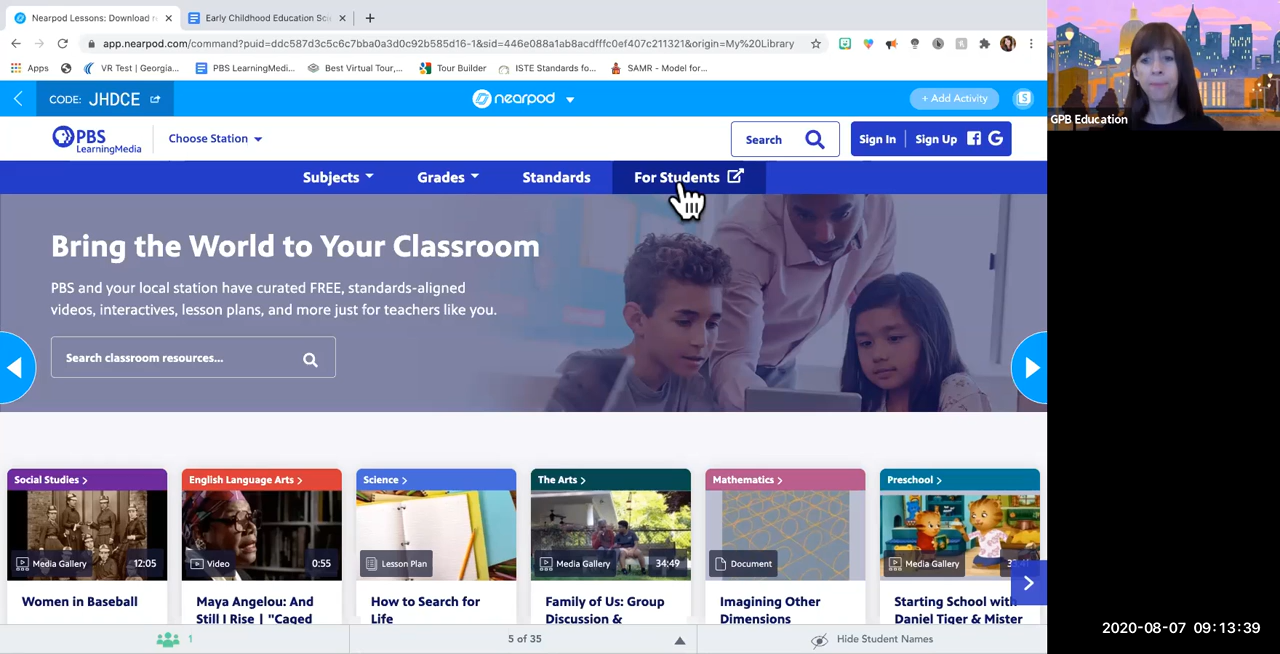 Nearpod Lessons: Download r
Early Childhood Education Sci
app.nearpod.com/command?puid=ddc587d3c5c6c7bba0a3d0c92b585d16-1&sid=446e088a1ab8acdffc0ef407c211321&origin=My%20Library
Apps
VR Test | Georgia...
PBS LearningMedi...
Best Virtual Tour,...
Tour Builder
ISTE Standards fo...
SAMR - Model for...
CODE: JHDCE
nearpod
+ Add Activity
S
PBS
LearningMedia
Choose Station
Search
Sign In
Sign Up
Subjects
Grades
Standards
For Students
Bring the World to Your Classroom
PBS and your local station have curated FREE, standards-aligned
videos, interactives, lesson plans, and more just for teachers like you.
Search classroom resources...
Social Studies
Media Gallery 12:05
Women in Baseball
English Language Arts
Video 0:55
Maya Angelou: And
Still I Rise | "Caged
Science
Lesson Plan
How to Search for
Life
The Arts
Media Gallery 34:49
Family of Us: Group
Discussion &
Mathematics
Document
Imagining Other
Dimensions
Preschool
Media Gallery
Starting School with
Daniel Tiger & Mister
1
5 of 35
Hide Student Names
GPB Education
2020-08-07 09:13:39